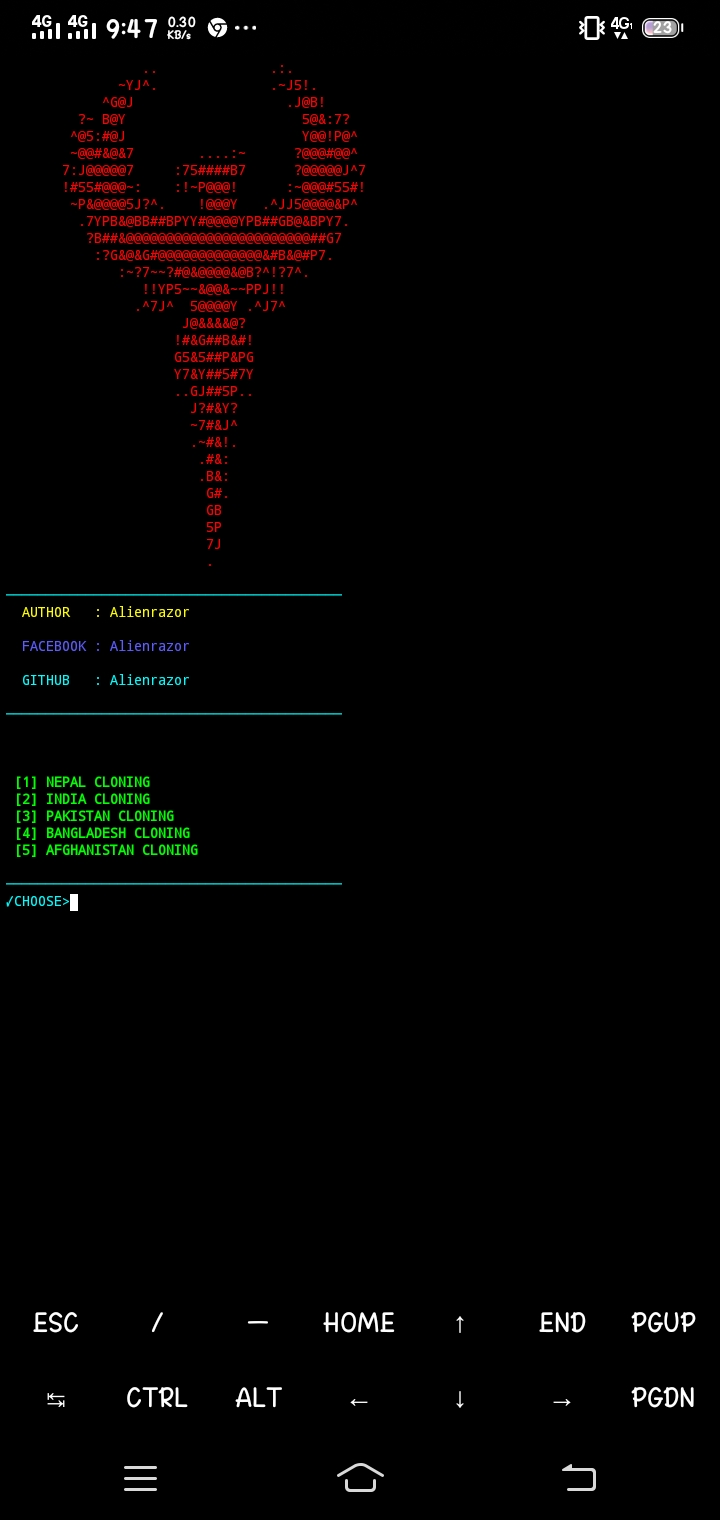 4G 4G 9:47 0.30 KB/s ... 4G 23
.. .:.
~YJ^. .~J5!.
^G@J .J@B!
?~ B@Y 5@&:7?
^@5:#@J Y@@!P@^
~@@#&@&7 ....:~ ?@@@#@@^
7:J@@@@@7 :75####B7 ?@@@@@J^7
!#55#@@@~: :!~P@@@! :~@@@#55#!
~P&@@@@5J?^. !@@@Y .^JJ5@@@@&P^
.7YPB&@BB##BPYY#@@@@YPB##GB@&BPY7.
?B##&@@@@@@@@@@@@@@@@@@@@@@@##G7
:?G&@&G#@@@@@@@@@@@@@&#B&@#P7.
:~?7~~?#@&@@@@&@B?^!?7^.
!!YP5~~&@@&~~PPJ!!
.^7J^ 5@@@@Y .^J7^
J@&&&&@?
!#&G##B&#!
G5&5##P&PG
Y7&Y##5#7Y
..GJ##5P..
J?#&Y?
~7#&J^
.~#&!.
.#&:
.B&:
G#.
GB
5P
7J
.
AUTHOR : Alienrazor
FACEBOOK : Alienrazor
GITHUB : Alienrazor
[1] NEPAL CLONING
[2] INDIA CLONING
[3] PAKISTAN CLONING
[4] BANGLADESH CLONING
[5] AFGHANISTAN CLONING
✓CHOOSE>
ESC / — HOME ↑ END PGUP
↹ CTRL ALT ← ↓ → PGDN